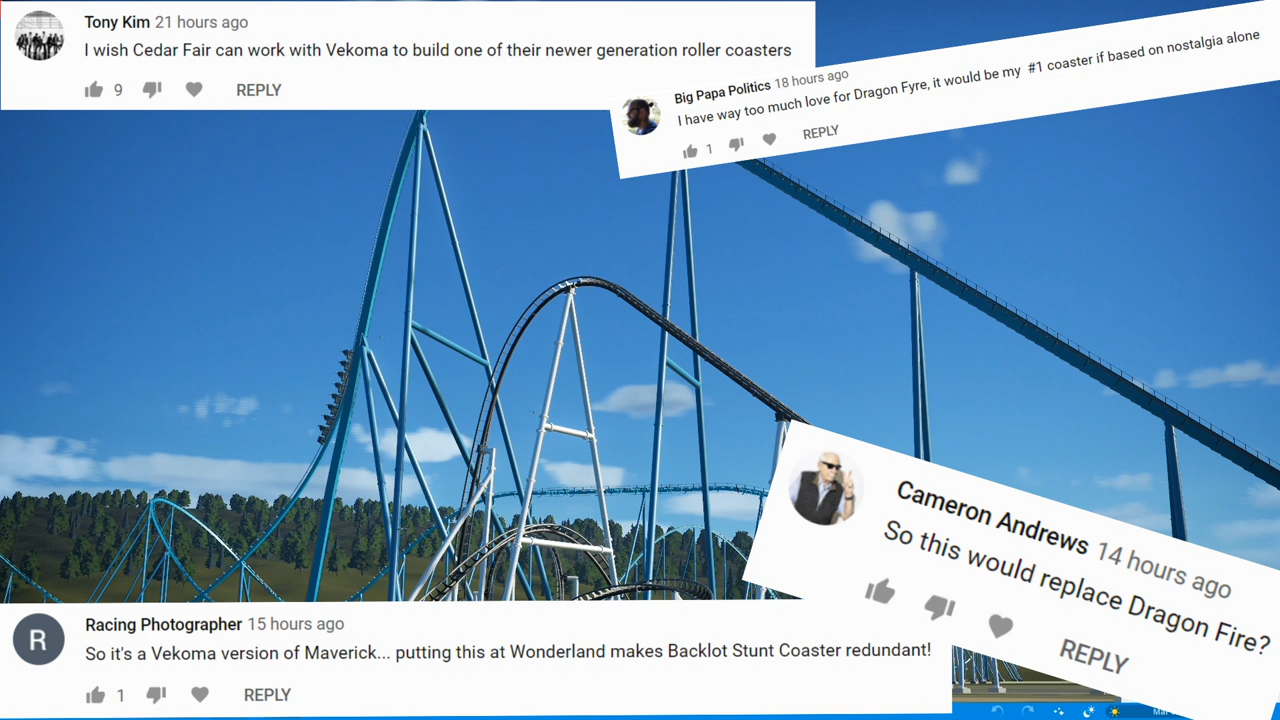 Tony Kim 21 hours ago
I wish Cedar Fair can work with Vekoma to build one of their newer generation roller coasters
9 REPLY
Big Papa Politics 18 hours ago
I have way too much love for Dragon Fyre, it would be my #1 coaster if based on nostalgia alone
1 REPLY
Cameron Andrews 14 hours ago
So this would replace Dragon Fire?
REPLY
R
Racing Photographer 15 hours ago
So it's a Vekoma version of Maverick... putting this at Wonderland makes Backlot Stunt Coaster redundant!
1 REPLY